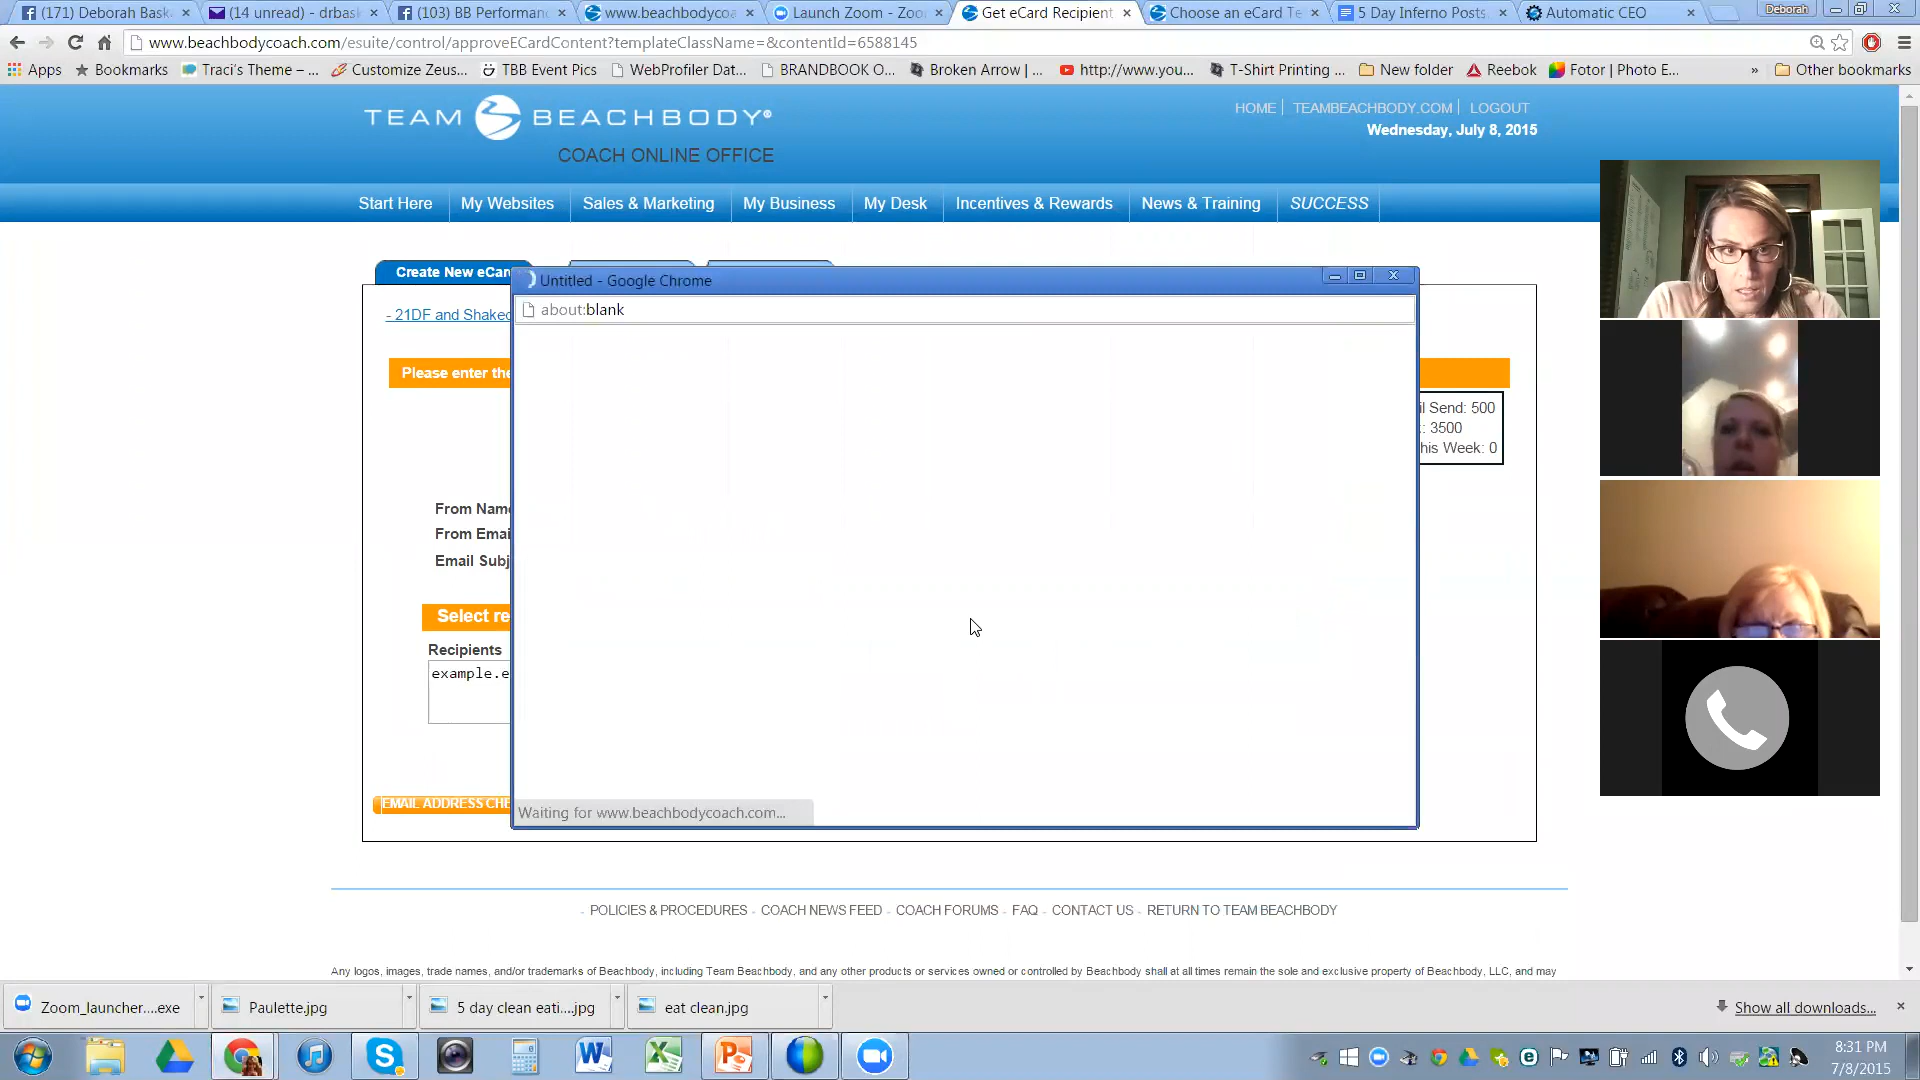 (171) Deborah Bask
(14 unread) - drbask
(103) BB Performan
www.beachbodycoa
Launch Zoom - Zoo
Get eCard Recipient
Choose an eCard Te
5 Day Inferno Posts
Automatic CEO
Deborah
www.beachbodycoach.com/esuite/control/approveECardContent?templateClassName=&contentId=6588145
Apps
Bookmarks
Traci's Theme – ...
Customize Zeus...
TBB Event Pics
WebProfiler Dat...
BRANDBOOK O...
Broken Arrow | ...
http://www.you...
T-Shirt Printing ...
New folder
Reebok
Fotor | Photo E...
»
Other bookmarks
TEAM BEACHBODY®
COACH ONLINE OFFICE
HOME | TEAMBEACHBODY.COM | LOGOUT
Wednesday, July 8, 2015
Start Here
My Websites
Sales & Marketing
My Business
My Desk
Incentives & Rewards
News & Training
SUCCESS
Create New eCar
Untitled - Google Chrome
about:blank
- 21DF and Shakeo
Please enter the
il Send: 500
: 3500
his Week: 0
From Name
From Emai
Email Subj
Select re
Recipients
example.e
EMAIL ADDRESS CHE
Waiting for www.beachbodycoach.com...
- POLICIES & PROCEDURES - COACH NEWS FEED - COACH FORUMS - FAQ - CONTACT US - RETURN TO TEAM BEACHBODY
Any logos, images, trade names, and/or trademarks of Beachbody, including Team Beachbody, and any other products or services owned or controlled by Beachbody shall at all times remain the sole and exclusive property of Beachbody, LLC, and may
Zoom_launcher....exe
Paulette.jpg
5 day clean eati....jpg
eat clean.jpg
Show all downloads...
8:31 PM
7/8/2015